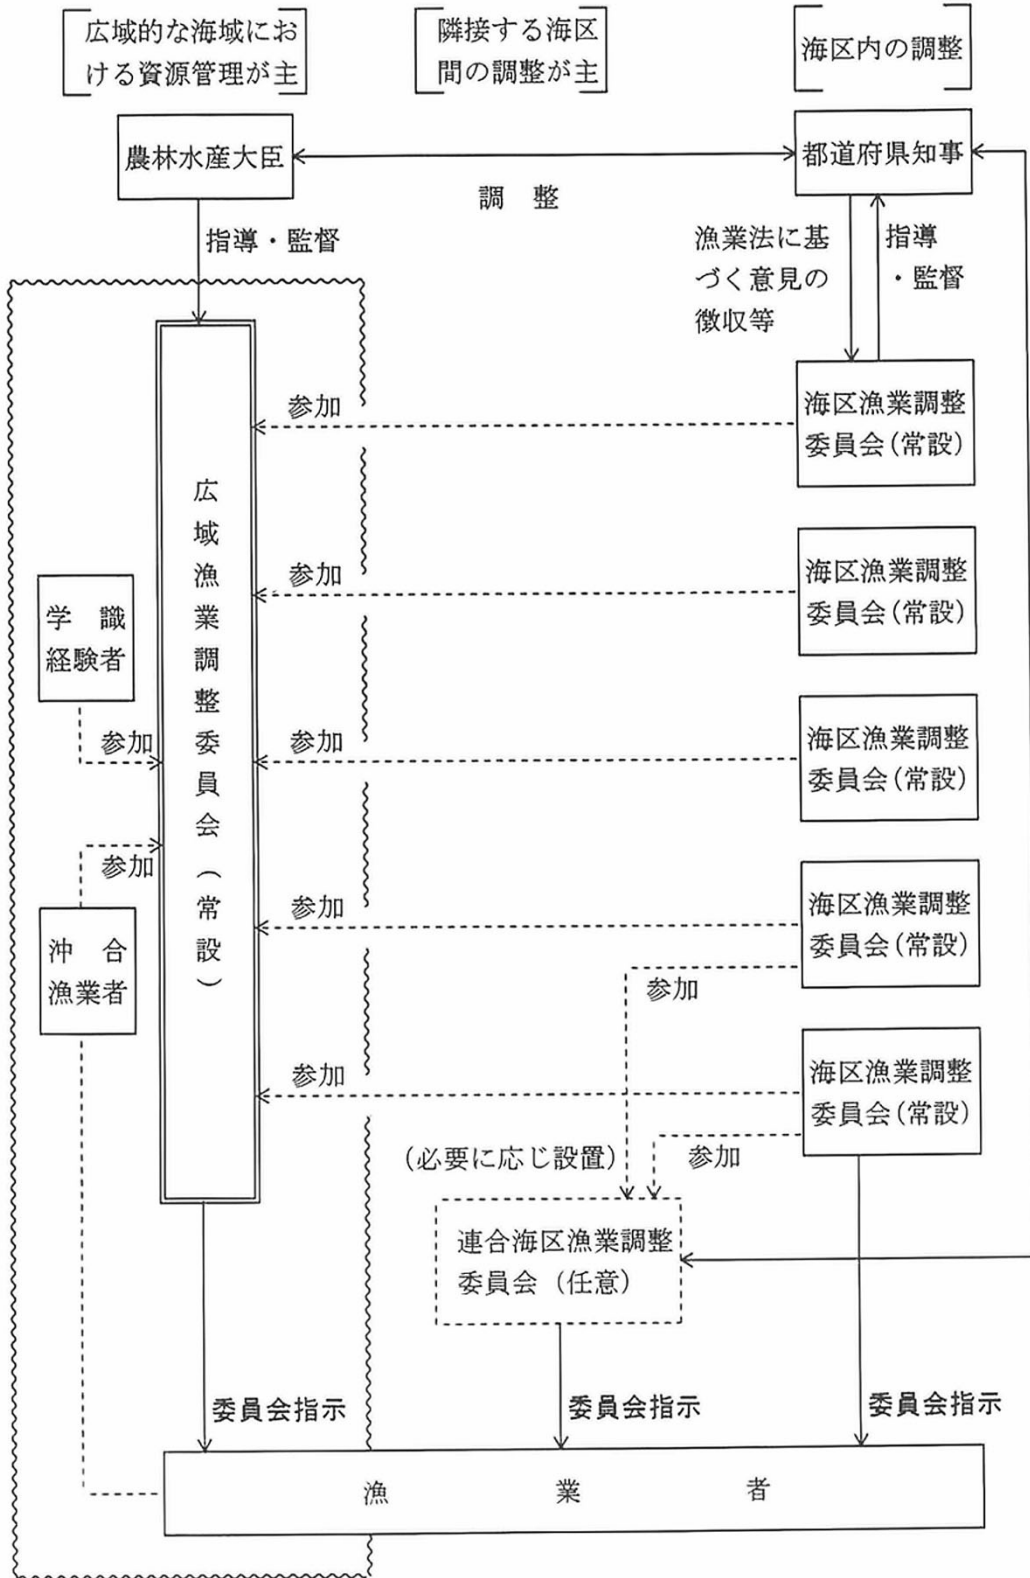 広域的な海域にお
ける資源管理が主
隣接する海区
間の調整が主
海区内の調整
農林水産大臣
調　整
都道府県知事
指導・監督
漁業法に基
づく意見の
徴収等
指導
・監督
海区漁業調整
委員会(常設)
参加
海区漁業調整
委員会(常設)
参加
海区漁業調整
委員会(常設)
参加
海区漁業調整
委員会(常設)
参加
参加
海区漁業調整
委員会(常設)
参加
参加
広域漁業調整委員会(常設)
学　識
経験者
参加
参加
沖　合
漁業者
(必要に応じ設置)
連合海区漁業調整
委員会(任意)
委員会指示
委員会指示
委員会指示
漁　業　者